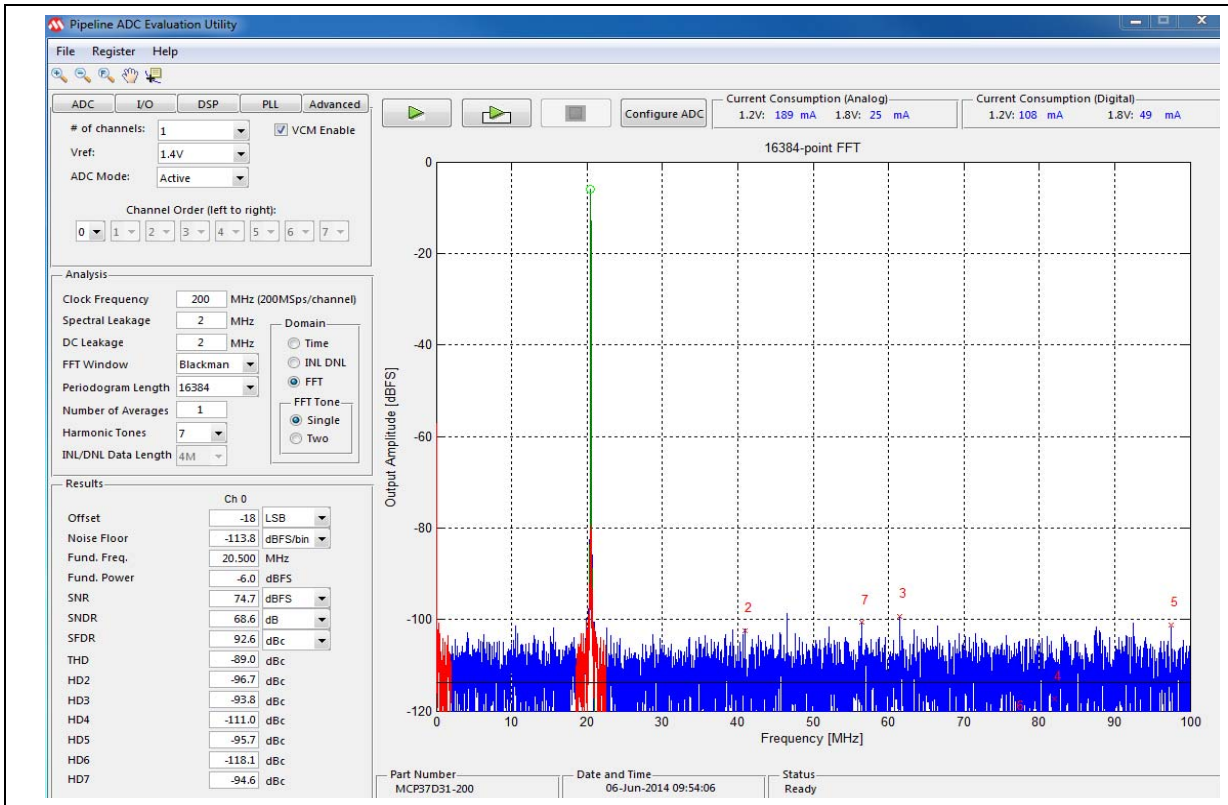 Pipeline ADC Evaluation Utility
File Register Help
ADC I/O DSP PLL Advanced
# of channels: 1 VCM Enable
Vref: 1.4V
ADC Mode: Active
Channel Order (left to right):
0 1 2 3 4 5 6 7
Configure ADC
Current Consumption (Analog)
1.2V: 189 mA 1.8V: 25 mA
Current Consumption (Digital)
1.2V: 108 mA 1.8V: 49 mA
Analysis
Clock Frequency 200 MHz (200MSps/channel)
Spectral Leakage 2 MHz
DC Leakage 2 MHz
FFT Window Blackman
Periodogram Length 16384
Number of Averages 1
Harmonic Tones 7
INL/DNL Data Length 4M
Domain
Time
INL DNL
FFT
FFT Tone
Single
Two
Results
Ch 0
Offset -18 LSB
Noise Floor -113.8 dBFS/bin
Fund. Freq. 20.500 MHz
Fund. Power -6.0 dBFS
SNR 74.7 dBFS
SNDR 68.6 dB
SFDR 92.6 dBc
THD -89.0 dBc
HD2 -96.7 dBc
HD3 -93.8 dBc
HD4 -111.0 dBc
HD5 -95.7 dBc
HD6 -118.1 dBc
HD7 -94.6 dBc
16384-point FFT
Output Amplitude [dBFS]
0
-20
-40
-60
-80
-100
-120
2
7
3
5
4
6
0 10 20 30 40 50 60 70 80 90 100
Frequency [MHz]
Part Number
MCP37D31-200
Date and Time
06-Jun-2014 09:54:06
Status
Ready